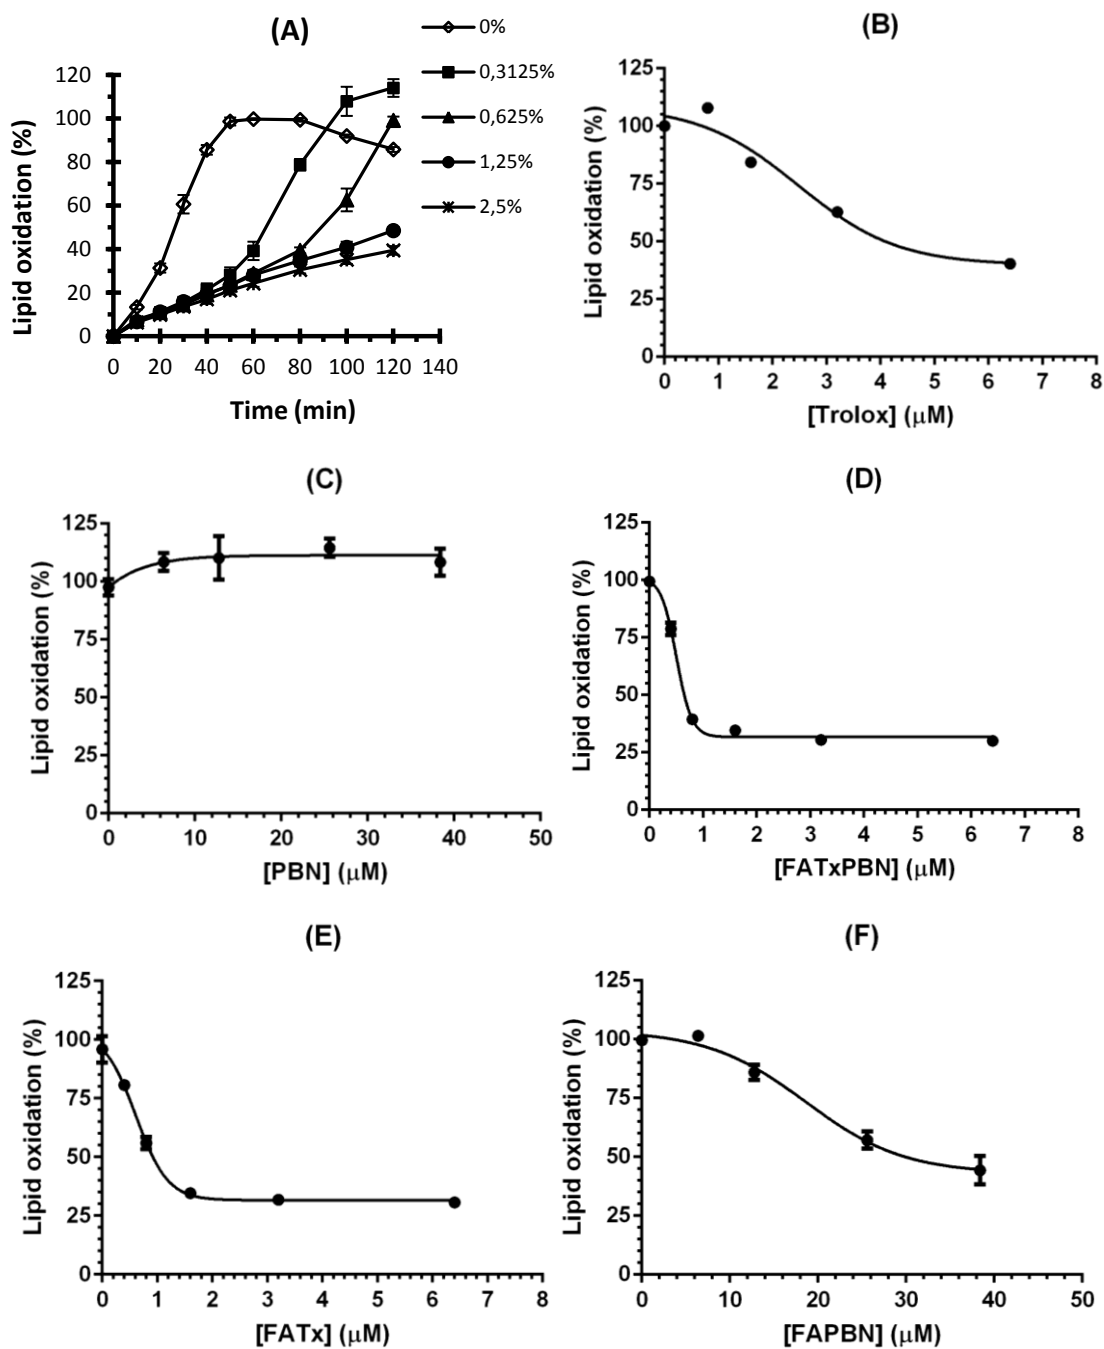 (A)
0%
0,3125%
0,625%
1,25%
2,5%
Lipid oxidation (%)
120
100
80
60
40
20
0
0 20 40 60 80 100 120 140
Time (min)
(B)
Lipid oxidation (%)
125
100
75
50
25
0
0 1 2 3 4 5 6 7 8
[Trolox] (μM)
(C)
Lipid oxidation (%)
125
100
75
50
25
0
0 10 20 30 40 50
[PBN] (μM)
(D)
Lipid oxidation (%)
125
100
75
50
25
0
0 1 2 3 4 5 6 7 8
[FATxPBN] (μM)
(E)
Lipid oxidation (%)
125
100
75
50
25
0
0 1 2 3 4 5 6 7 8
[FATx] (μM)
(F)
Lipid oxidation (%)
125
100
75
50
25
0
0 10 20 30 40 50
[FAPBN] (μM)